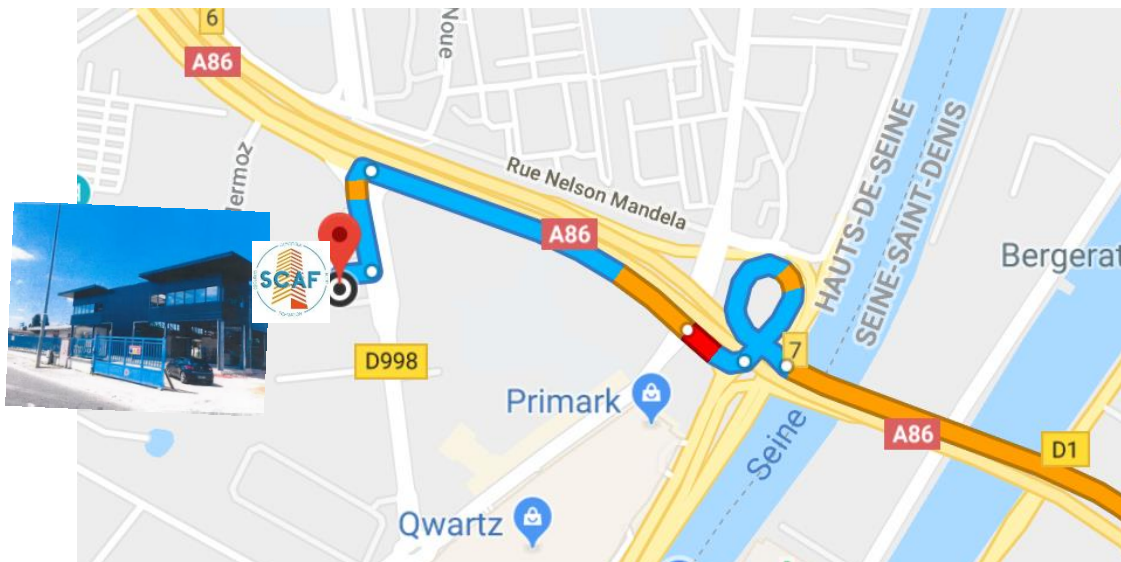 6
A86
Noue
Rue Nelson Mandela
HAUTS-DE-SEINE
SEINE-SAINT-DENIS
ermoz
A86
Bergerat
SCAF
7
D998
Primark
A86
D1
Seine
Qwartz